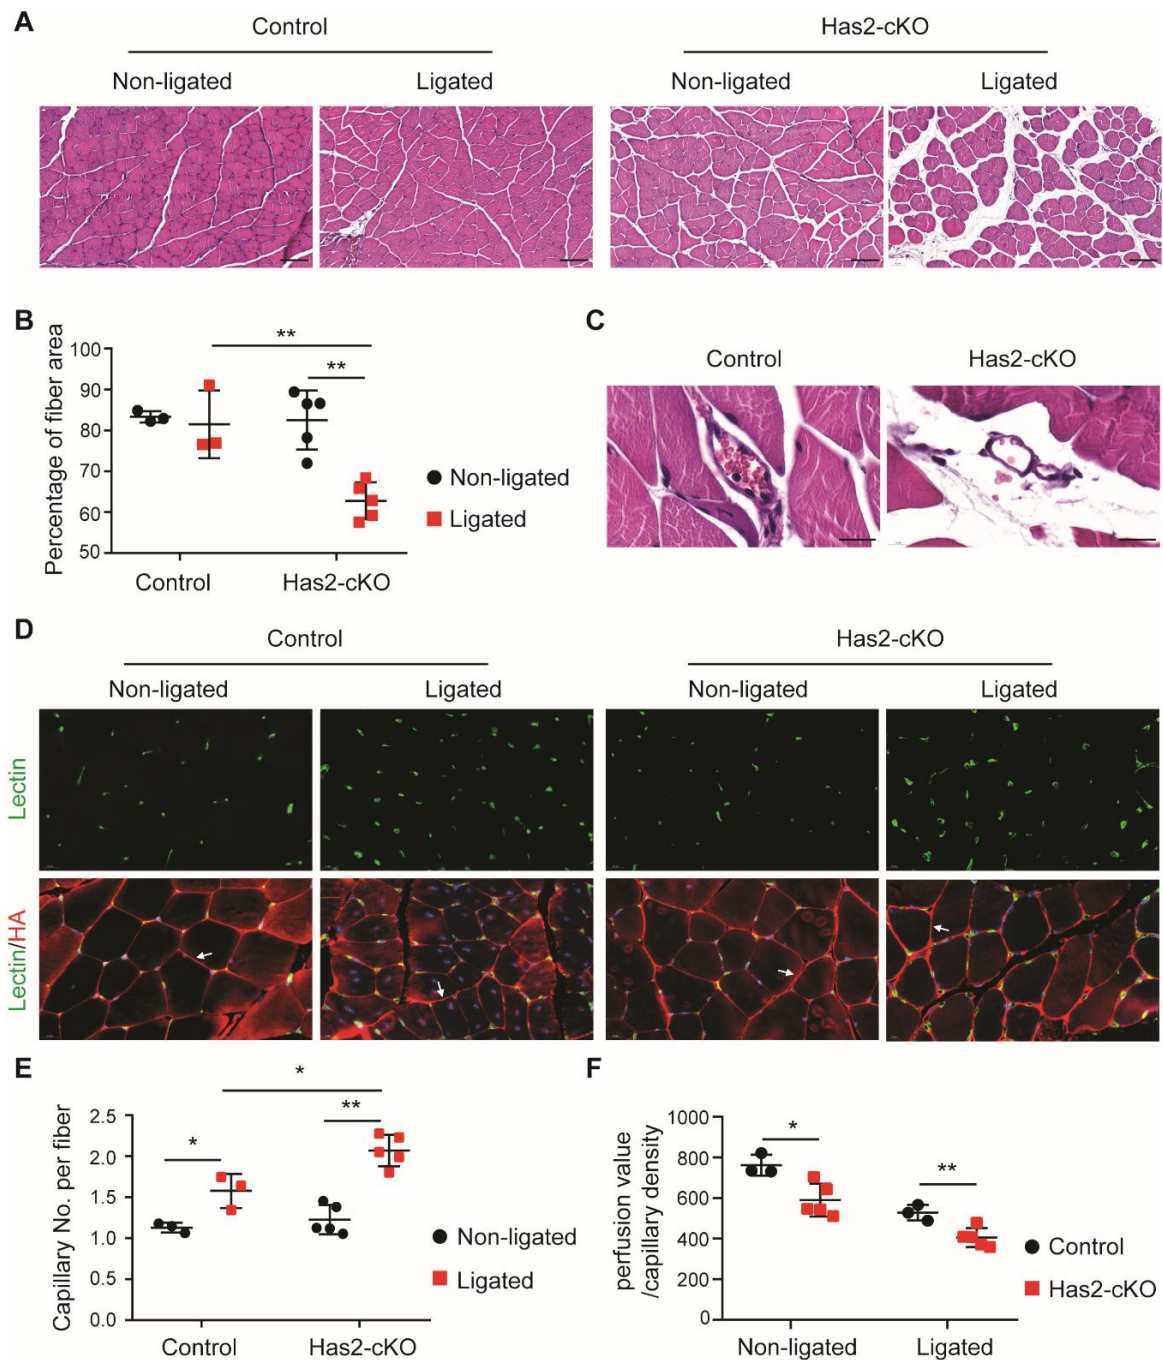 A
Control
Has2-cKO
Non-ligated
Ligated
Non-ligated
Ligated
B
Percentage of fiber area
100
90
80
70
60
50
**
**
Control
Has2-cKO
Non-ligated
Ligated
C
Control
Has2-cKO
D
Control
Has2-cKO
Non-ligated
Ligated
Non-ligated
Ligated
Lectin
Lectin/HA
E
Capillary No. per fiber
2.5
2.0
1.5
1.0
0.5
0.0
*
*
**
Control
Has2-cKO
Non-ligated
Ligated
F
perfusion value
/capillary density
1000
800
600
400
200
0
*
**
Non-ligated
Ligated
Control
Has2-cKO